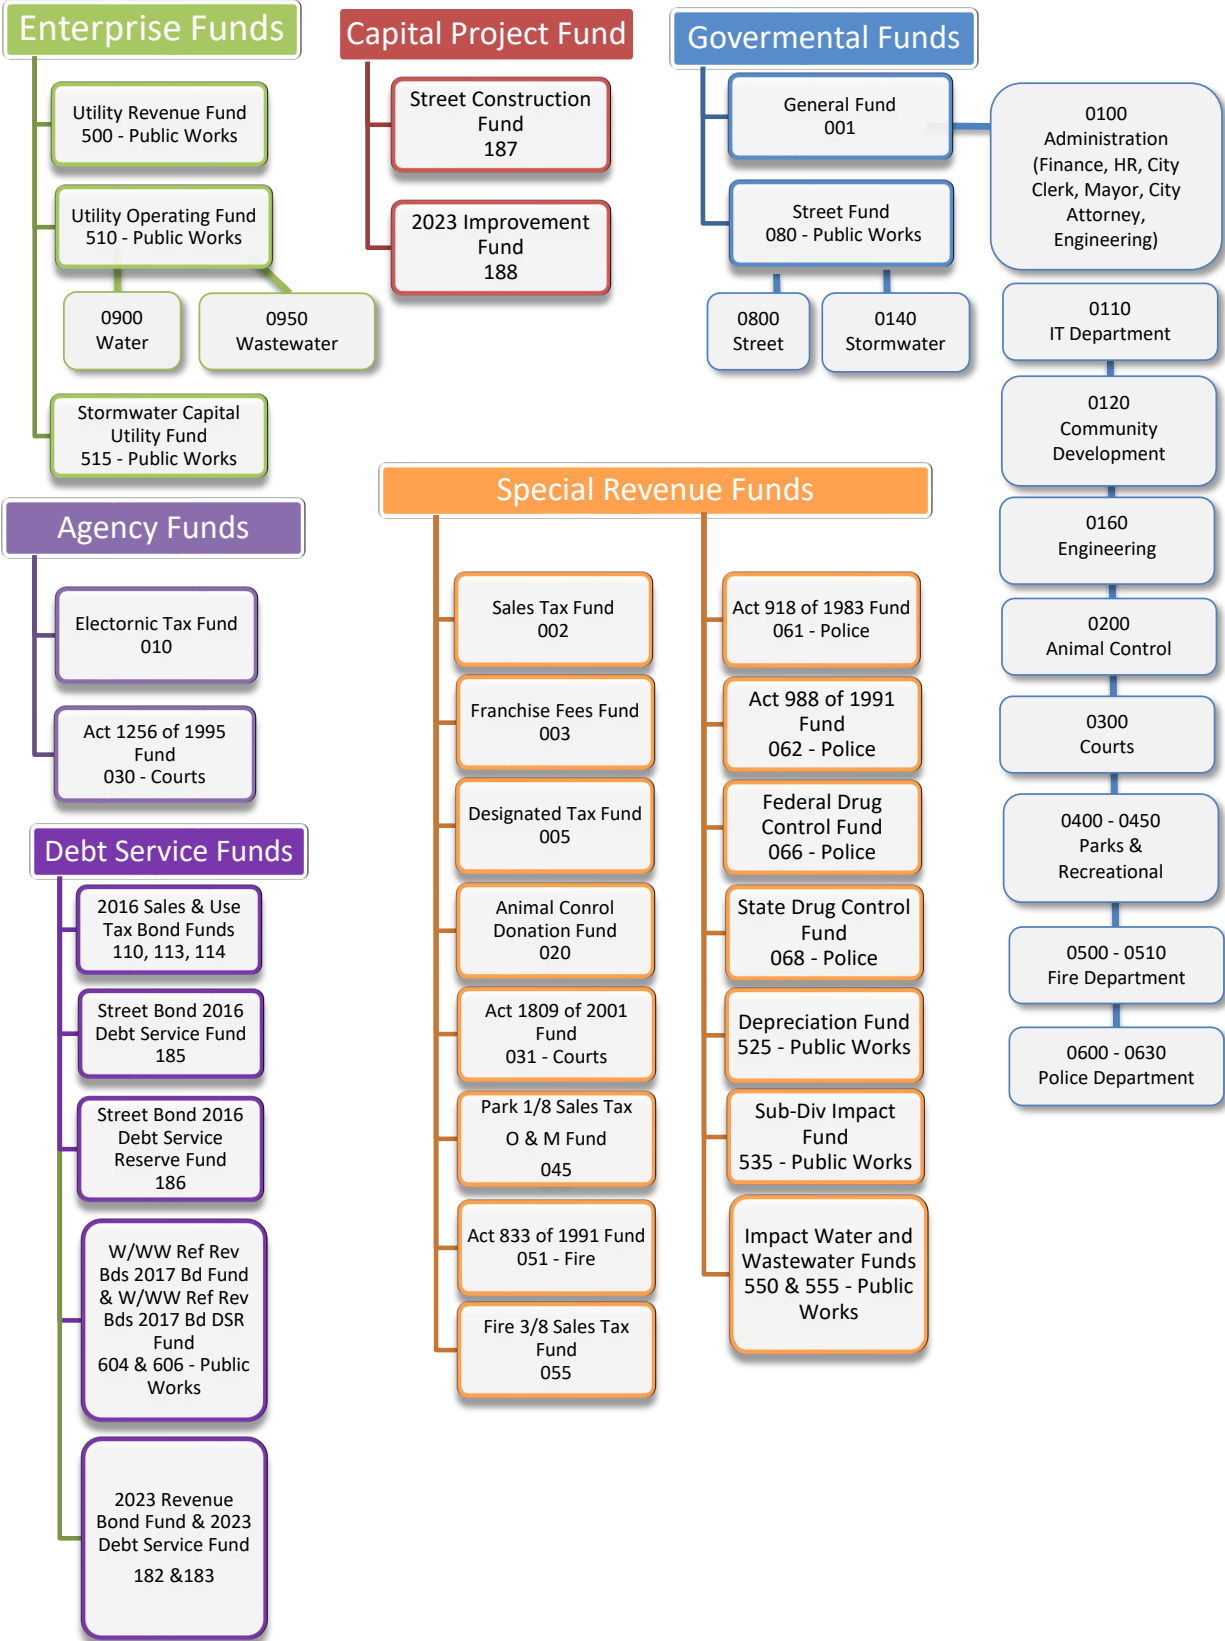 Enterprise Funds
Utility Revenue Fund
500 - Public Works
Utility Operating Fund
510 - Public Works
0900
Water
0950
Wastewater
Stormwater Capital
Utility Fund
515 - Public Works
Capital Project Fund
Street Construction
Fund
187
2023 Improvement
Fund
188
Govermental Funds
General Fund
001
Street Fund
080 - Public Works
0800
Street
0140
Stormwater
0100
Administration
(Finance, HR, City
Clerk, Mayor, City
Attorney,
Engineering)
0110
IT Department
0120
Community
Development
0160
Engineering
0200
Animal Control
0300
Courts
0400 - 0450
Parks &
Recreational
0500 - 0510
Fire Department
0600 - 0630
Police Department
Agency Funds
Electornic Tax Fund
010
Act 1256 of 1995
Fund
030 - Courts
Debt Service Funds
2016 Sales & Use
Tax Bond Funds
110, 113, 114
Street Bond 2016
Debt Service Fund
185
Street Bond 2016
Debt Service
Reserve Fund
186
W/WW Ref Rev
Bds 2017 Bd Fund
& W/WW Ref Rev
Bds 2017 Bd DSR
Fund
604 & 606 - Public
Works
2023 Revenue
Bond Fund & 2023
Debt Service Fund
182 &183
Special Revenue Funds
Sales Tax Fund
002
Franchise Fees Fund
003
Designated Tax Fund
005
Animal Conrol
Donation Fund
020
Act 1809 of 2001
Fund
031 - Courts
Park 1/8 Sales Tax
O & M Fund
045
Act 833 of 1991 Fund
051 - Fire
Fire 3/8 Sales Tax
Fund
055
Act 918 of 1983 Fund
061 - Police
Act 988 of 1991
Fund
062 - Police
Federal Drug
Control Fund
066 - Police
State Drug Control
Fund
068 - Police
Depreciation Fund
525 - Public Works
Sub-Div Impact
Fund
535 - Public Works
Impact Water and
Wastewater Funds
550 & 555 - Public
Works